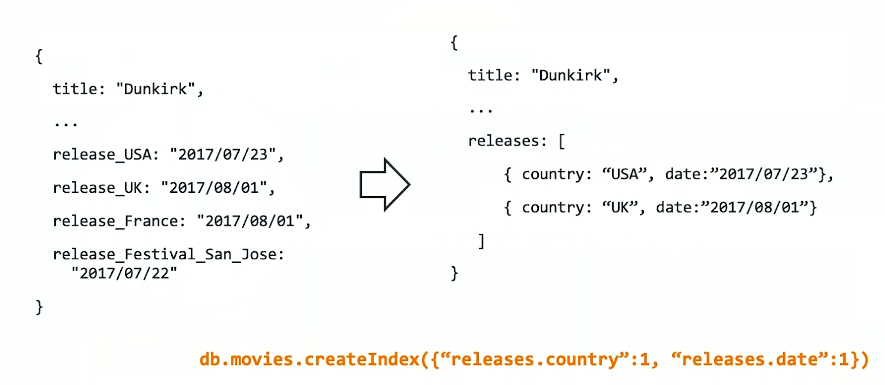 {
title: "Dunkirk",
...
release_USA: "2017/07/23",
release_UK: "2017/08/01",
release_France: "2017/08/01",
release_Festival_San_Jose:
"2017/07/22"
}
{
title: "Dunkirk",
...
releases: [
{ country: “USA”, date:”2017/07/23”},
{ country: “UK”, date:”2017/08/01”}
]
}
db.movies.createIndex({“releases.country”:1, “releases.date”:1})